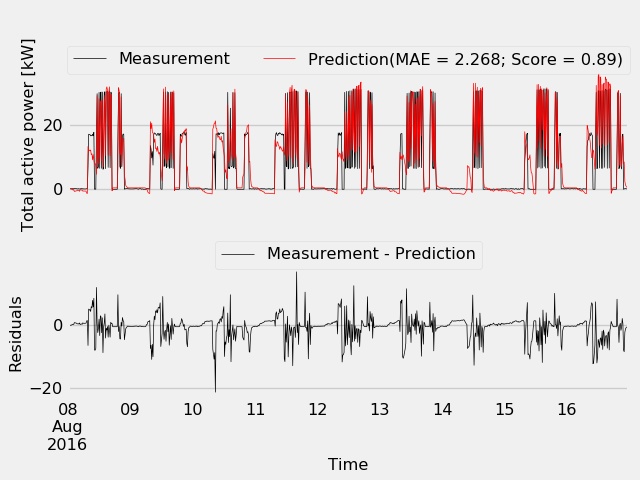 Measurement
Prediction(MAE = 2.268; Score = 0.89)
Total active power [kW]
20
0
Measurement - Prediction
Residuals
0
−20
08 09 10 11 12 13 14 15 16
Aug
2016
Time